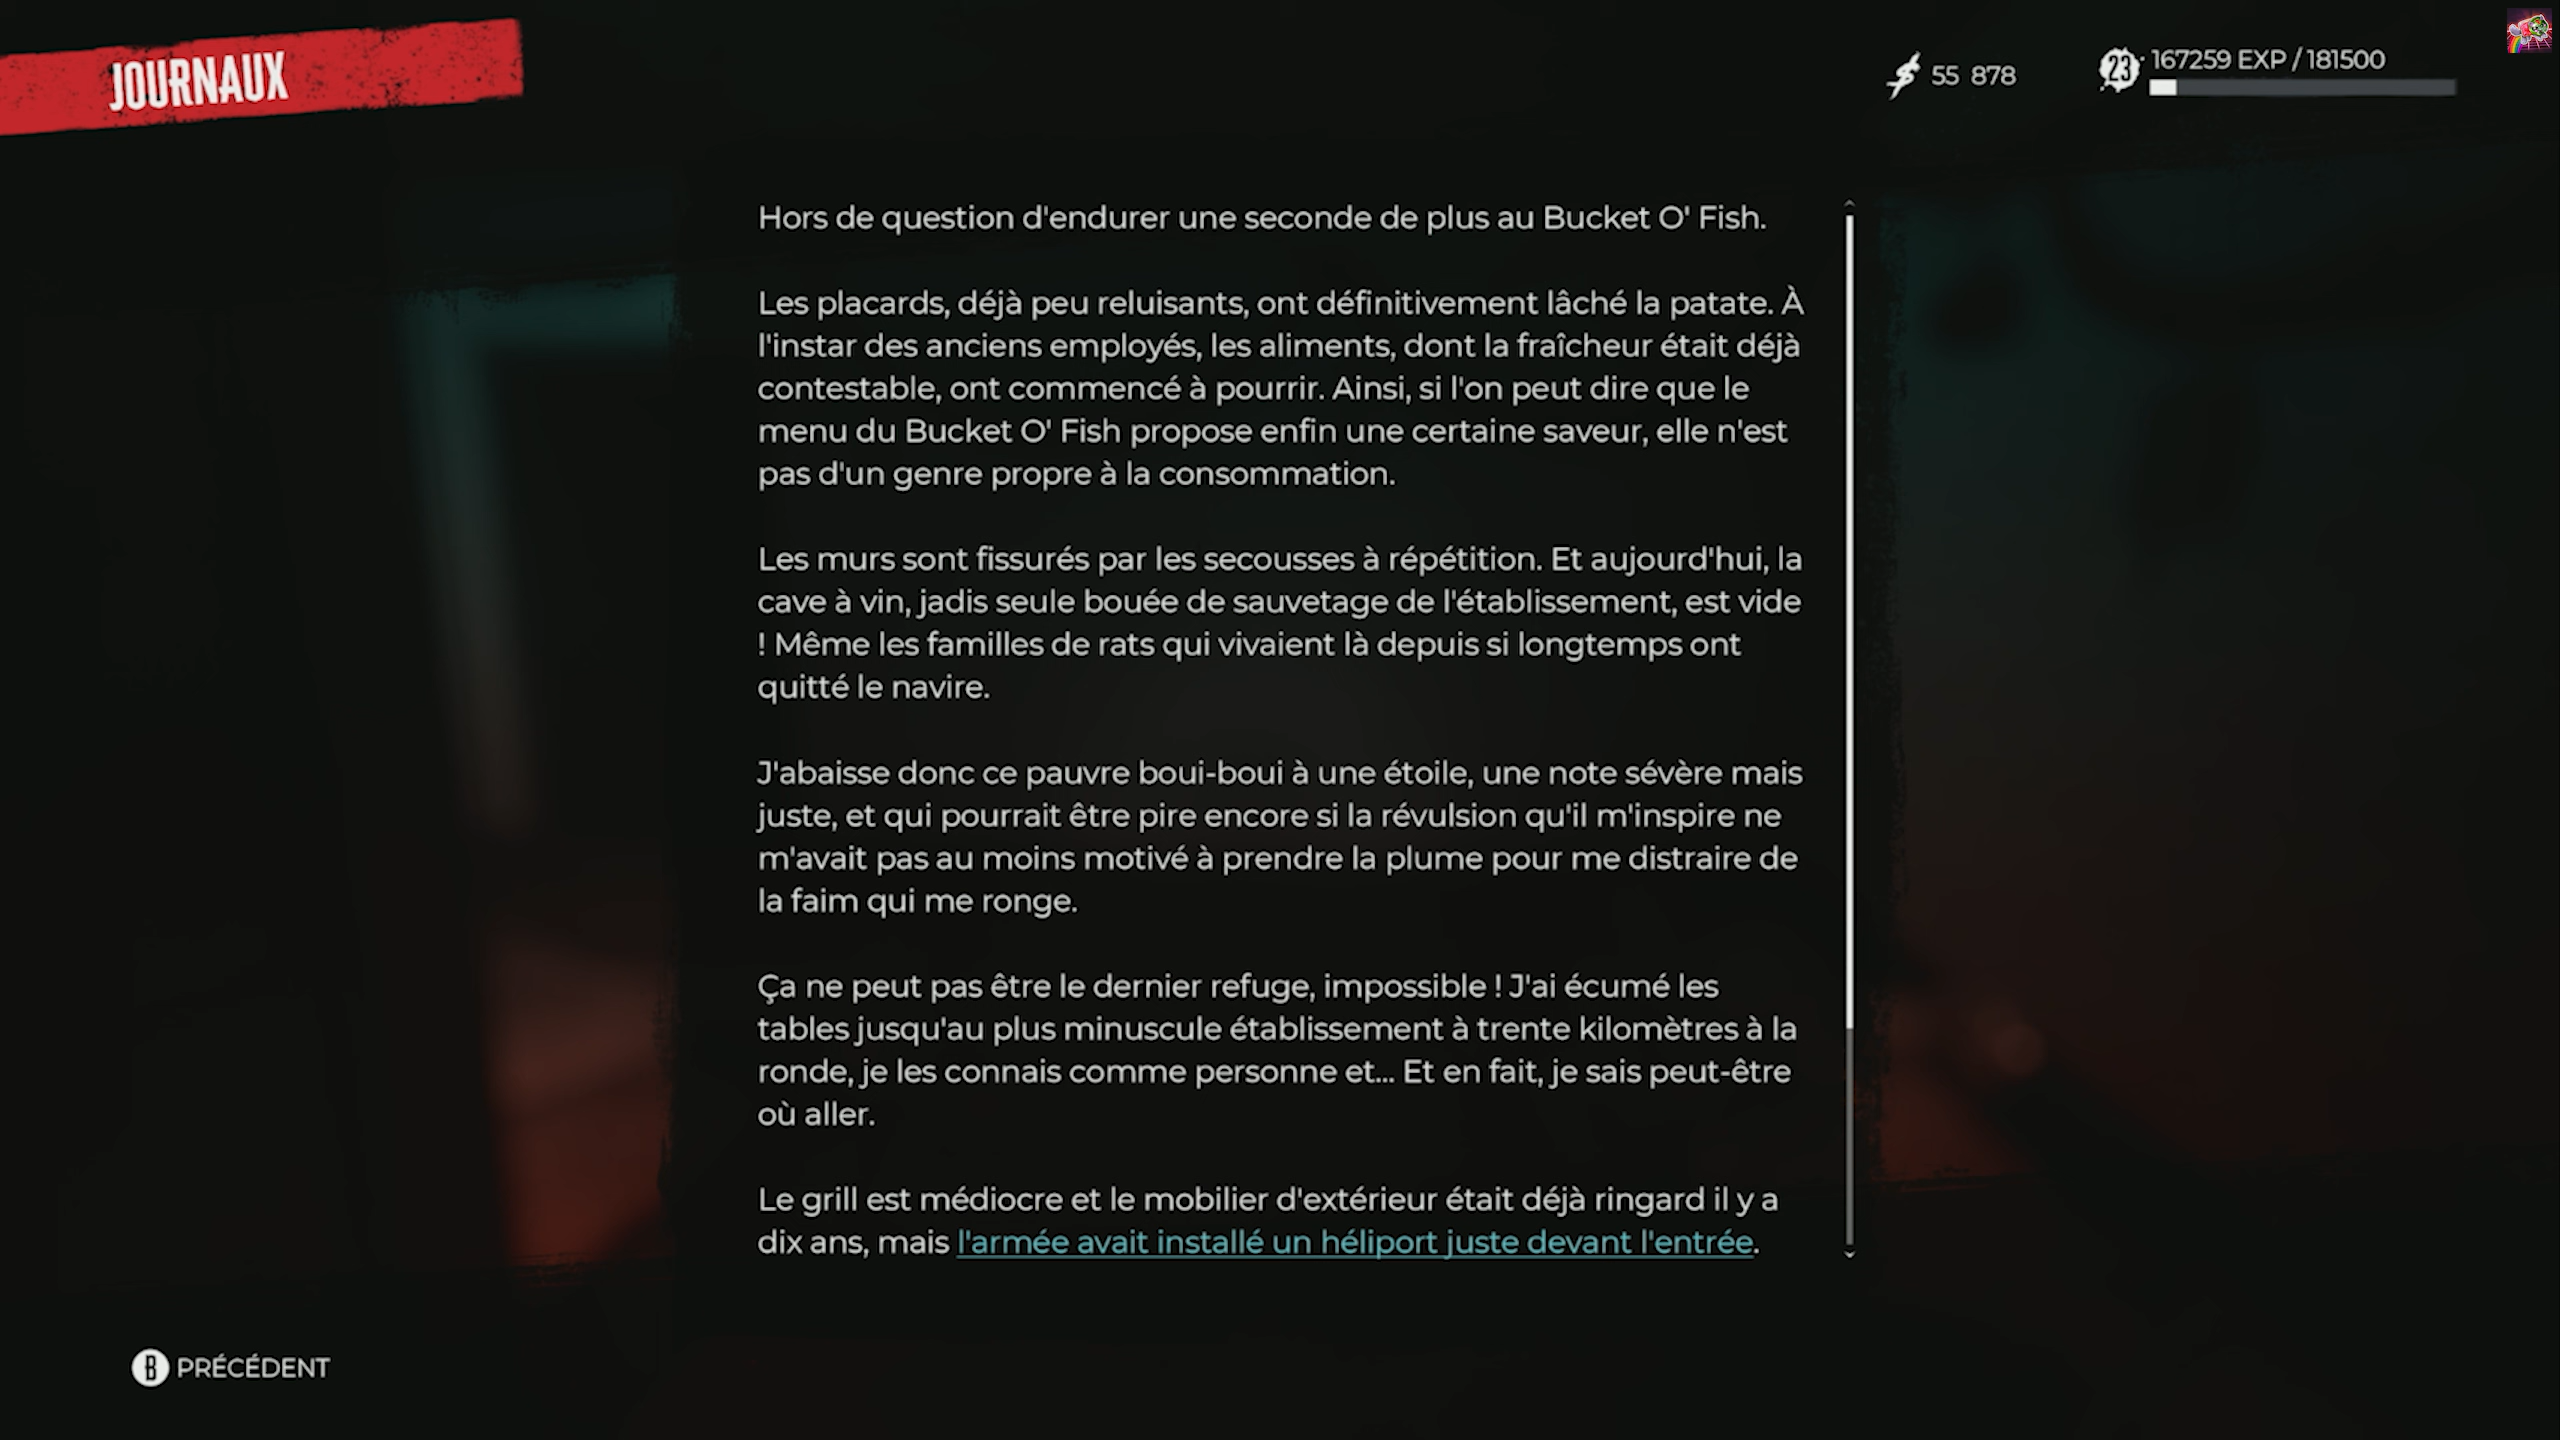 JOURNAUX
55 878
23
167259 EXP / 181500
Hors de question d'endurer une seconde de plus au Bucket O' Fish.
Les placards, déjà peu reluisants, ont définitivement lâché la patate. À
l'instar des anciens employés, les aliments, dont la fraîcheur était déjà
contestable, ont commencé à pourrir. Ainsi, si l'on peut dire que le
menu du Bucket O' Fish propose enfin une certaine saveur, elle n'est
pas d'un genre propre à la consommation.
Les murs sont fissurés par les secousses à répétition. Et aujourd'hui, la
cave à vin, jadis seule bouée de sauvetage de l'établissement, est vide
! Même les familles de rats qui vivaient là depuis si longtemps ont
quitté le navire.
J'abaisse donc ce pauvre boui-boui à une étoile, une note sévère mais
juste, et qui pourrait être pire encore si la révulsion qu'il m'inspire ne
m'avait pas au moins motivé à prendre la plume pour me distraire de
la faim qui me ronge.
Ça ne peut pas être le dernier refuge, impossible ! J'ai écumé les
tables jusqu'au plus minuscule établissement à trente kilomètres à la
ronde, je les connais comme personne et... Et en fait, je sais peut-être
où aller.
Le grill est médiocre et le mobilier d'extérieur était déjà ringard il y a
dix ans, mais l'armée avait installé un héliport juste devant l'entrée.
B PRÉCÉDENT